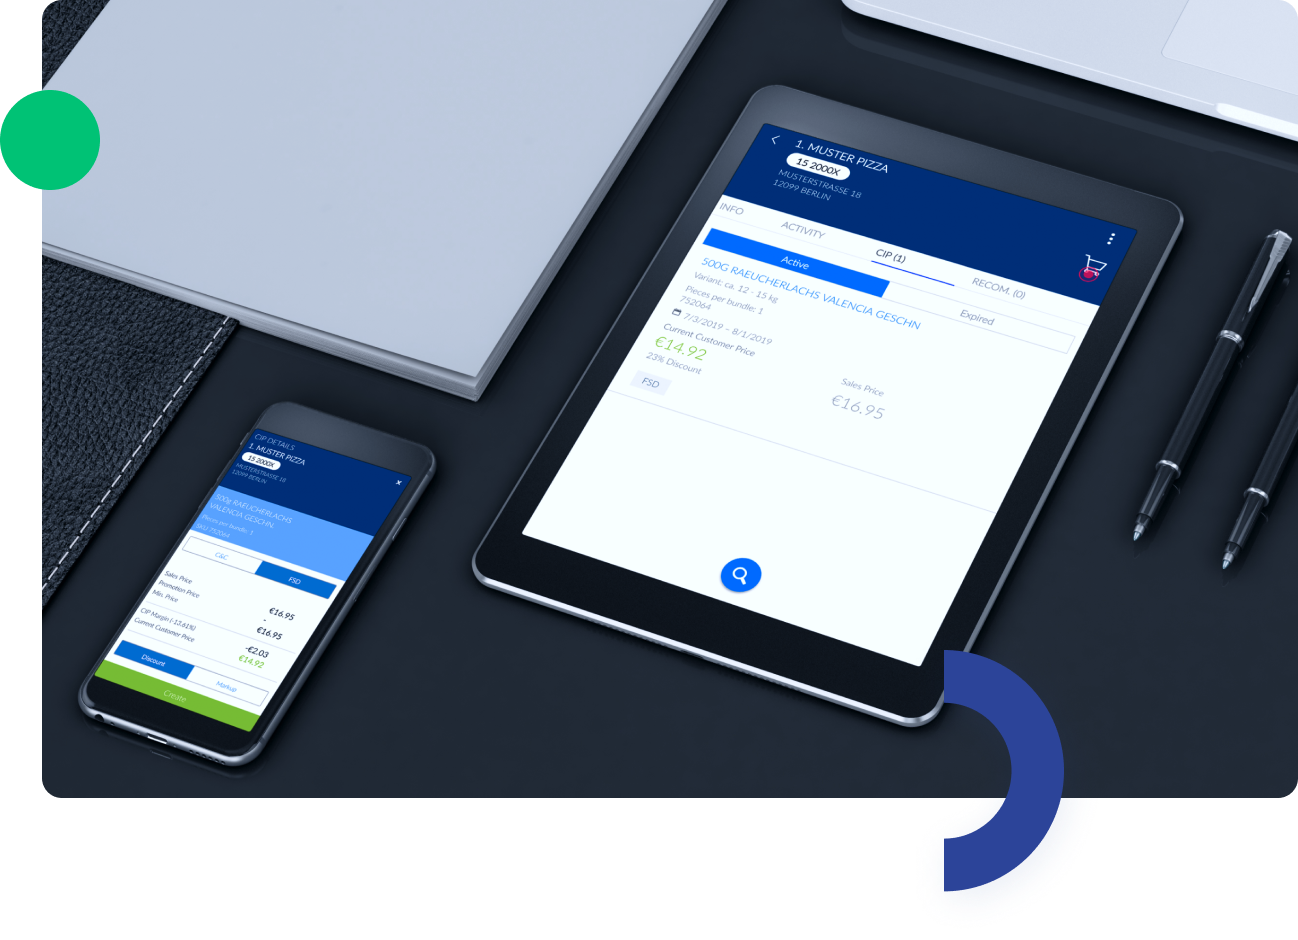 1. MUSTER PIZZA
15 2000X
MUSTERSTRASSE 18
12099 BERLIN
INFO
ACTIVITY
CIP (1)
RECOM. (0)
Active
Expired
500G RAEUCHERLACHS VALENCIA GESCHN
Variant: ca. 12 - 15 kg
Pieces per bundle: 1
752064
7/3/2019 – 8/1/2019
Current Customer Price
€14.92
23% Discount
Sales Price
€16.95
FSD
CIP DETAILS
1. MUSTER PIZZA
15 2000X
MUSTERSTRASSE 18
12099 BERLIN
×
500g RAEUCHERLACHS
VALENCIA GESCHN.
Pieces per bundle: 1
SKU: 752064
C&C
FSD
Sales Price
€16.95
Promotion Price
-
Min. Price
€16.95
CIP Margin (-13.61%)
-€2.03
Current Customer Price
€14.92
Discount
Markup
Create